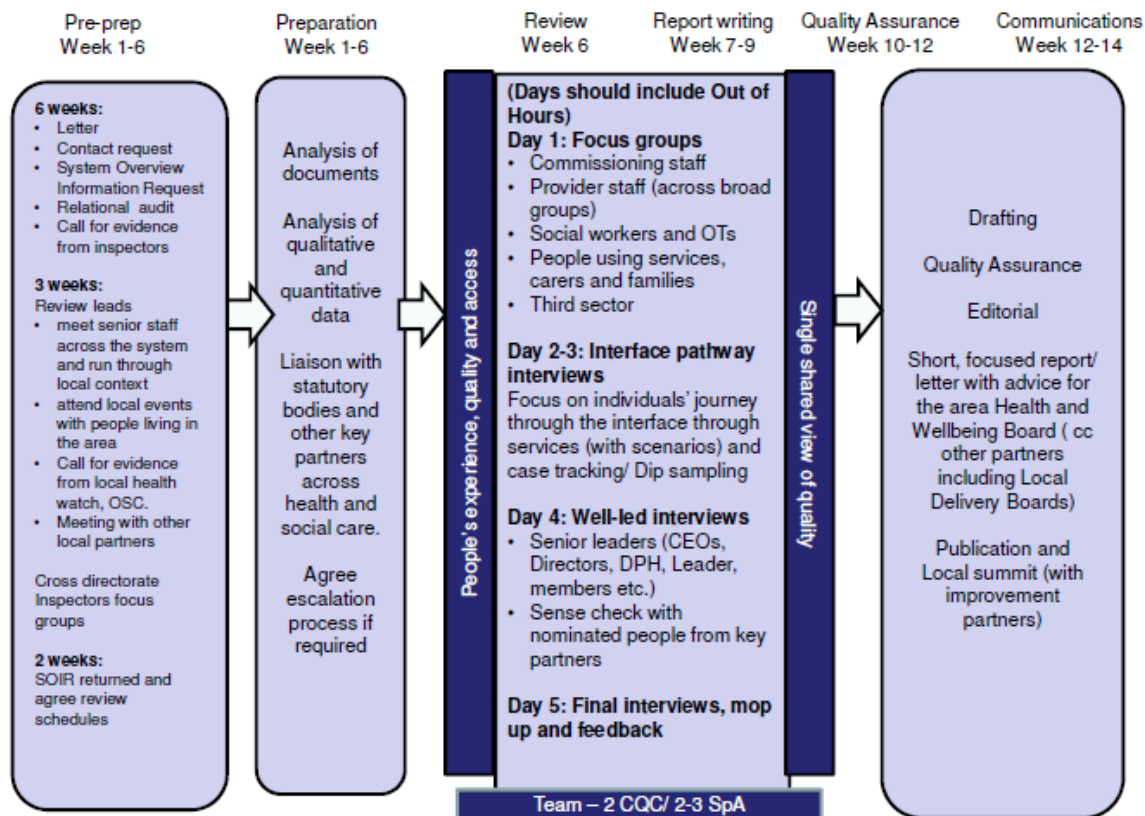 Pre-prep
Week 1-6
Preparation
Week 1-6
Review
Week 6
Report writing
Week 7-9
Quality Assurance
Week 10-12
Communications
Week 12-14
6 weeks:
• Letter
• Contact request
• System Overview
Information Request
• Relational audit
• Call for evidence
from inspectors
3 weeks:
Review leads
• meet senior staff
across the system
and run through
local context
• attend local events
with people living in
the area
• Call for evidence
from local health
watch, OSC.
• Meeting with other
local partners
Cross directorate
Inspectors focus
groups
2 weeks:
SOIR returned and
agree review
schedules
Analysis of
documents
Analysis of
qualitative
and
quantitative
data
Liaison with
statutory
bodies and
other key
partners
across
health and
social care.
Agree
escalation
process if
required
People's experience, quality and access
(Days should include Out of
Hours)
Day 1: Focus groups
• Commissioning staff
• Provider staff (across broad
groups)
• Social workers and OTs
• People using services,
carers and families
• Third sector
Day 2-3: Interface pathway
interviews
Focus on individuals' journey
through the interface through
services (with scenarios) and
case tracking/ Dip sampling
Day 4: Well-led interviews
• Senior leaders (CEOs,
Directors, DPH, Leader,
members etc.)
• Sense check with
nominated people from key
partners
Day 5: Final interviews, mop
up and feedback
Single shared view of quality
Team – 2 CQC/ 2-3 SpA
Drafting
Quality Assurance
Editorial
Short, focused report/
letter with advice for
the area Health and
Wellbeing Board ( cc
other partners
including Local
Delivery Boards)
Publication and
Local summit (with
improvement
partners)